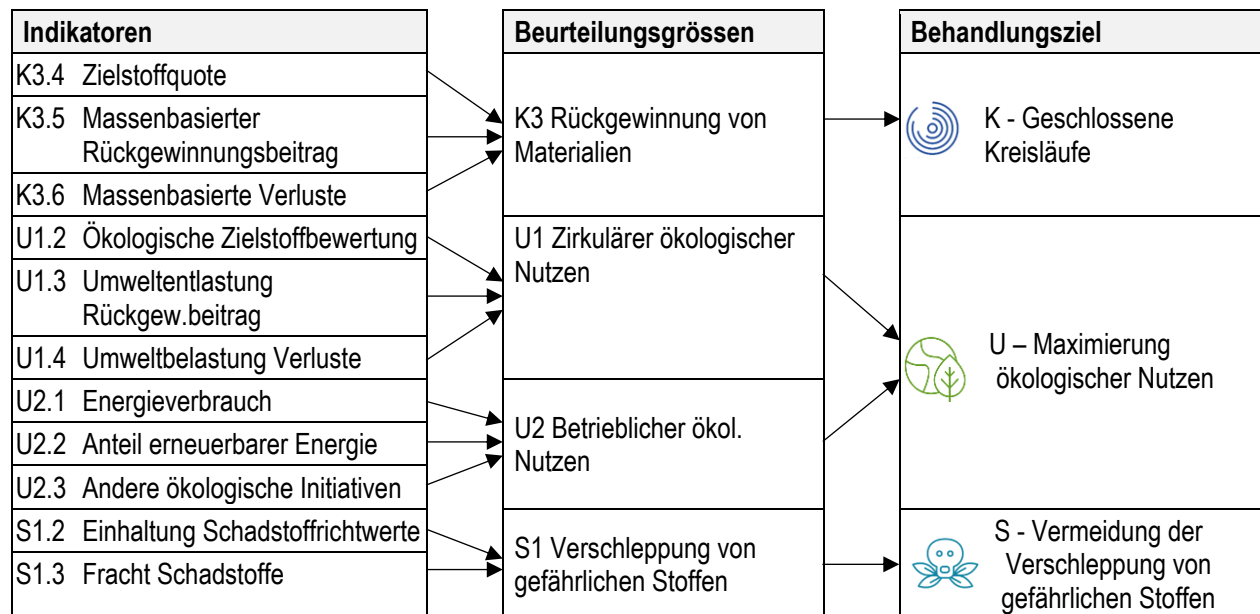 Indikatoren
K3.4 Zielstoffquote
K3.5 Massenbasierter
Rückgewinnungsbeitrag
K3.6 Massenbasierte Verluste
U1.2 Ökologische Zielstoffbewertung
U1.3 Umweltentlastung
Rückgew.beitrag
U1.4 Umweltbelastung Verluste
U2.1 Energieverbrauch
U2.2 Anteil erneuerbarer Energie
U2.3 Andere ökologische Initiativen
S1.2 Einhaltung Schadstoffrichtwerte
S1.3 Fracht Schadstoffe
Beurteilungsgrössen
K3 Rückgewinnung von
Materialien
U1 Zirkulärer ökologischer
Nutzen
U2 Betrieblicher ökol.
Nutzen
S1 Verschleppung von
gefährlichen Stoffen
Behandlungsziel
K - Geschlossene
Kreisläufe
U – Maximierung
ökologischer Nutzen
S - Vermeidung der
Verschleppung von
gefährlichen Stoffen